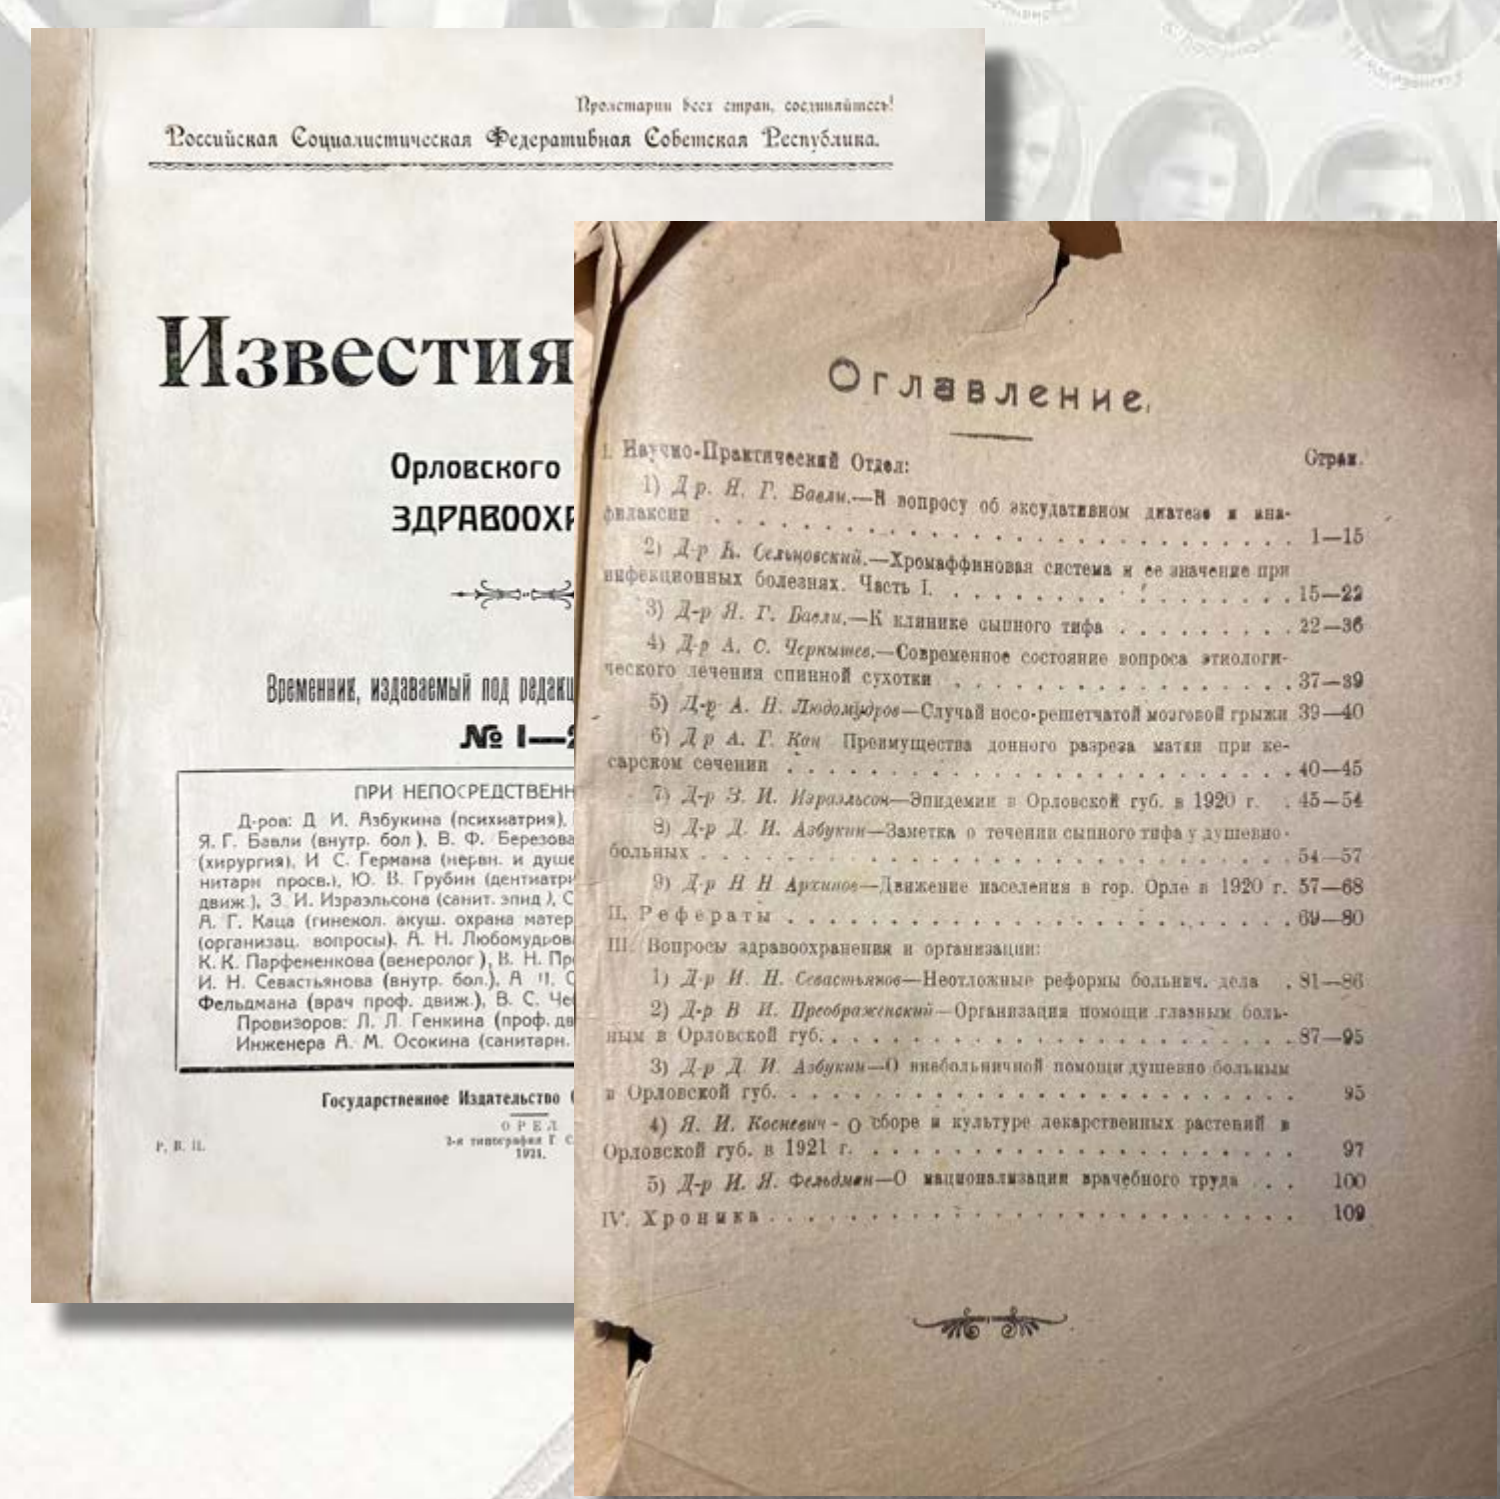 Пролетарии всех стран, соединяйтесь!
Российская Социалистическая Федеративная Советская Республика.
Известия
Орловского
ЗДРАВООХР
Временник, издаваемый под редакц
№ 1—2
ПРИ НЕПОСРЕДСТВЕНН
Д-ров: Д И. Азбукина (психиатрия),
Я. Г. Бавли (внутр. бол ), В. Ф. Березова
(хирургия), И С. Германа (нервн. и душе
нитарн просв.), Ю. В. Грубин (дентиатри
движ.), З. И. Израэльсона (санит. эпид ), С
А. Г. Каца (гинекол. акуш. охрана матер
(организац. вопросы). А. Н. Любомудрова
К. К. Парфененкова (венеролог ), В. Н. Пр
И. Н. Севастьянова (внутр. бол.), А
Фельдмана (врач проф. движ.), В. С. Че
Провизоров: Л. Л. Генкина (проф. дв
Инженера А. М. Осокина (санитарн.
Государственное Издательство
ОРЕЛ
2-я типография Г С
1921.
Р. В. Ц.
Оглавление.
I. Научно-Практический Отдел: Стран.
1) Д р. Я. Г. Бавли.—К вопросу об эксудативном диатезе и ана-
филаксии . . . 1—15
2) Д-р К. Сельцовский.—Хромаффиновая система и ее значение при
инфекционных болезнях. Часть I. . . . 15—22
3) Д-р Я. Г. Бавли.—К клинике сыпного тифа . . . 22—36
4) Д-р А. С. Чернышев.—Современное состояние вопроса этиологи-
ческого лечения спинной сухотки . . . 37—39
5) Д-р А. Н. Людомудров—Случай носо-решетчатой мозговой грыжи 39—40
6) Д р А. Г. Кан Преимущества донного разреза матки при ке-
сарском сечении . . . 40—45
7) Д-р З. И. Израэльсон—Эпидемии в Орловской губ. в 1920 г. . 45—54
8) Д-р Д. И. Азбукин—Заметка о течении сыпного тифа у душевно-
больных . . . 54—57
9) Д-р Н Н Архипов—Движение населения в гор. Орле в 1920 г. 57—68
II. Рефераты . . . 69—80
III. Вопросы здравоохранения и организации:
1) Д-р И. Н. Севастьянов—Неотложные реформы больнич. дела . 81—86
2) Д-р В И. Преображенский—Организация помощи глазным боль-
ным в Орловской губ. . . . 87—95
3) Д-р Д. И. Азбукин—О внебольничной помощи душевно больным
в Орловской губ. . . . 95
4) Я. И. Косневич - О сборе и культуре лекарственных растений в
Орловской губ. в 1921 г. . . . 97
5) Д-р И. Я. Фельдман—О национализации врачебного труда . . . 100
IV. Хроника . . . 109